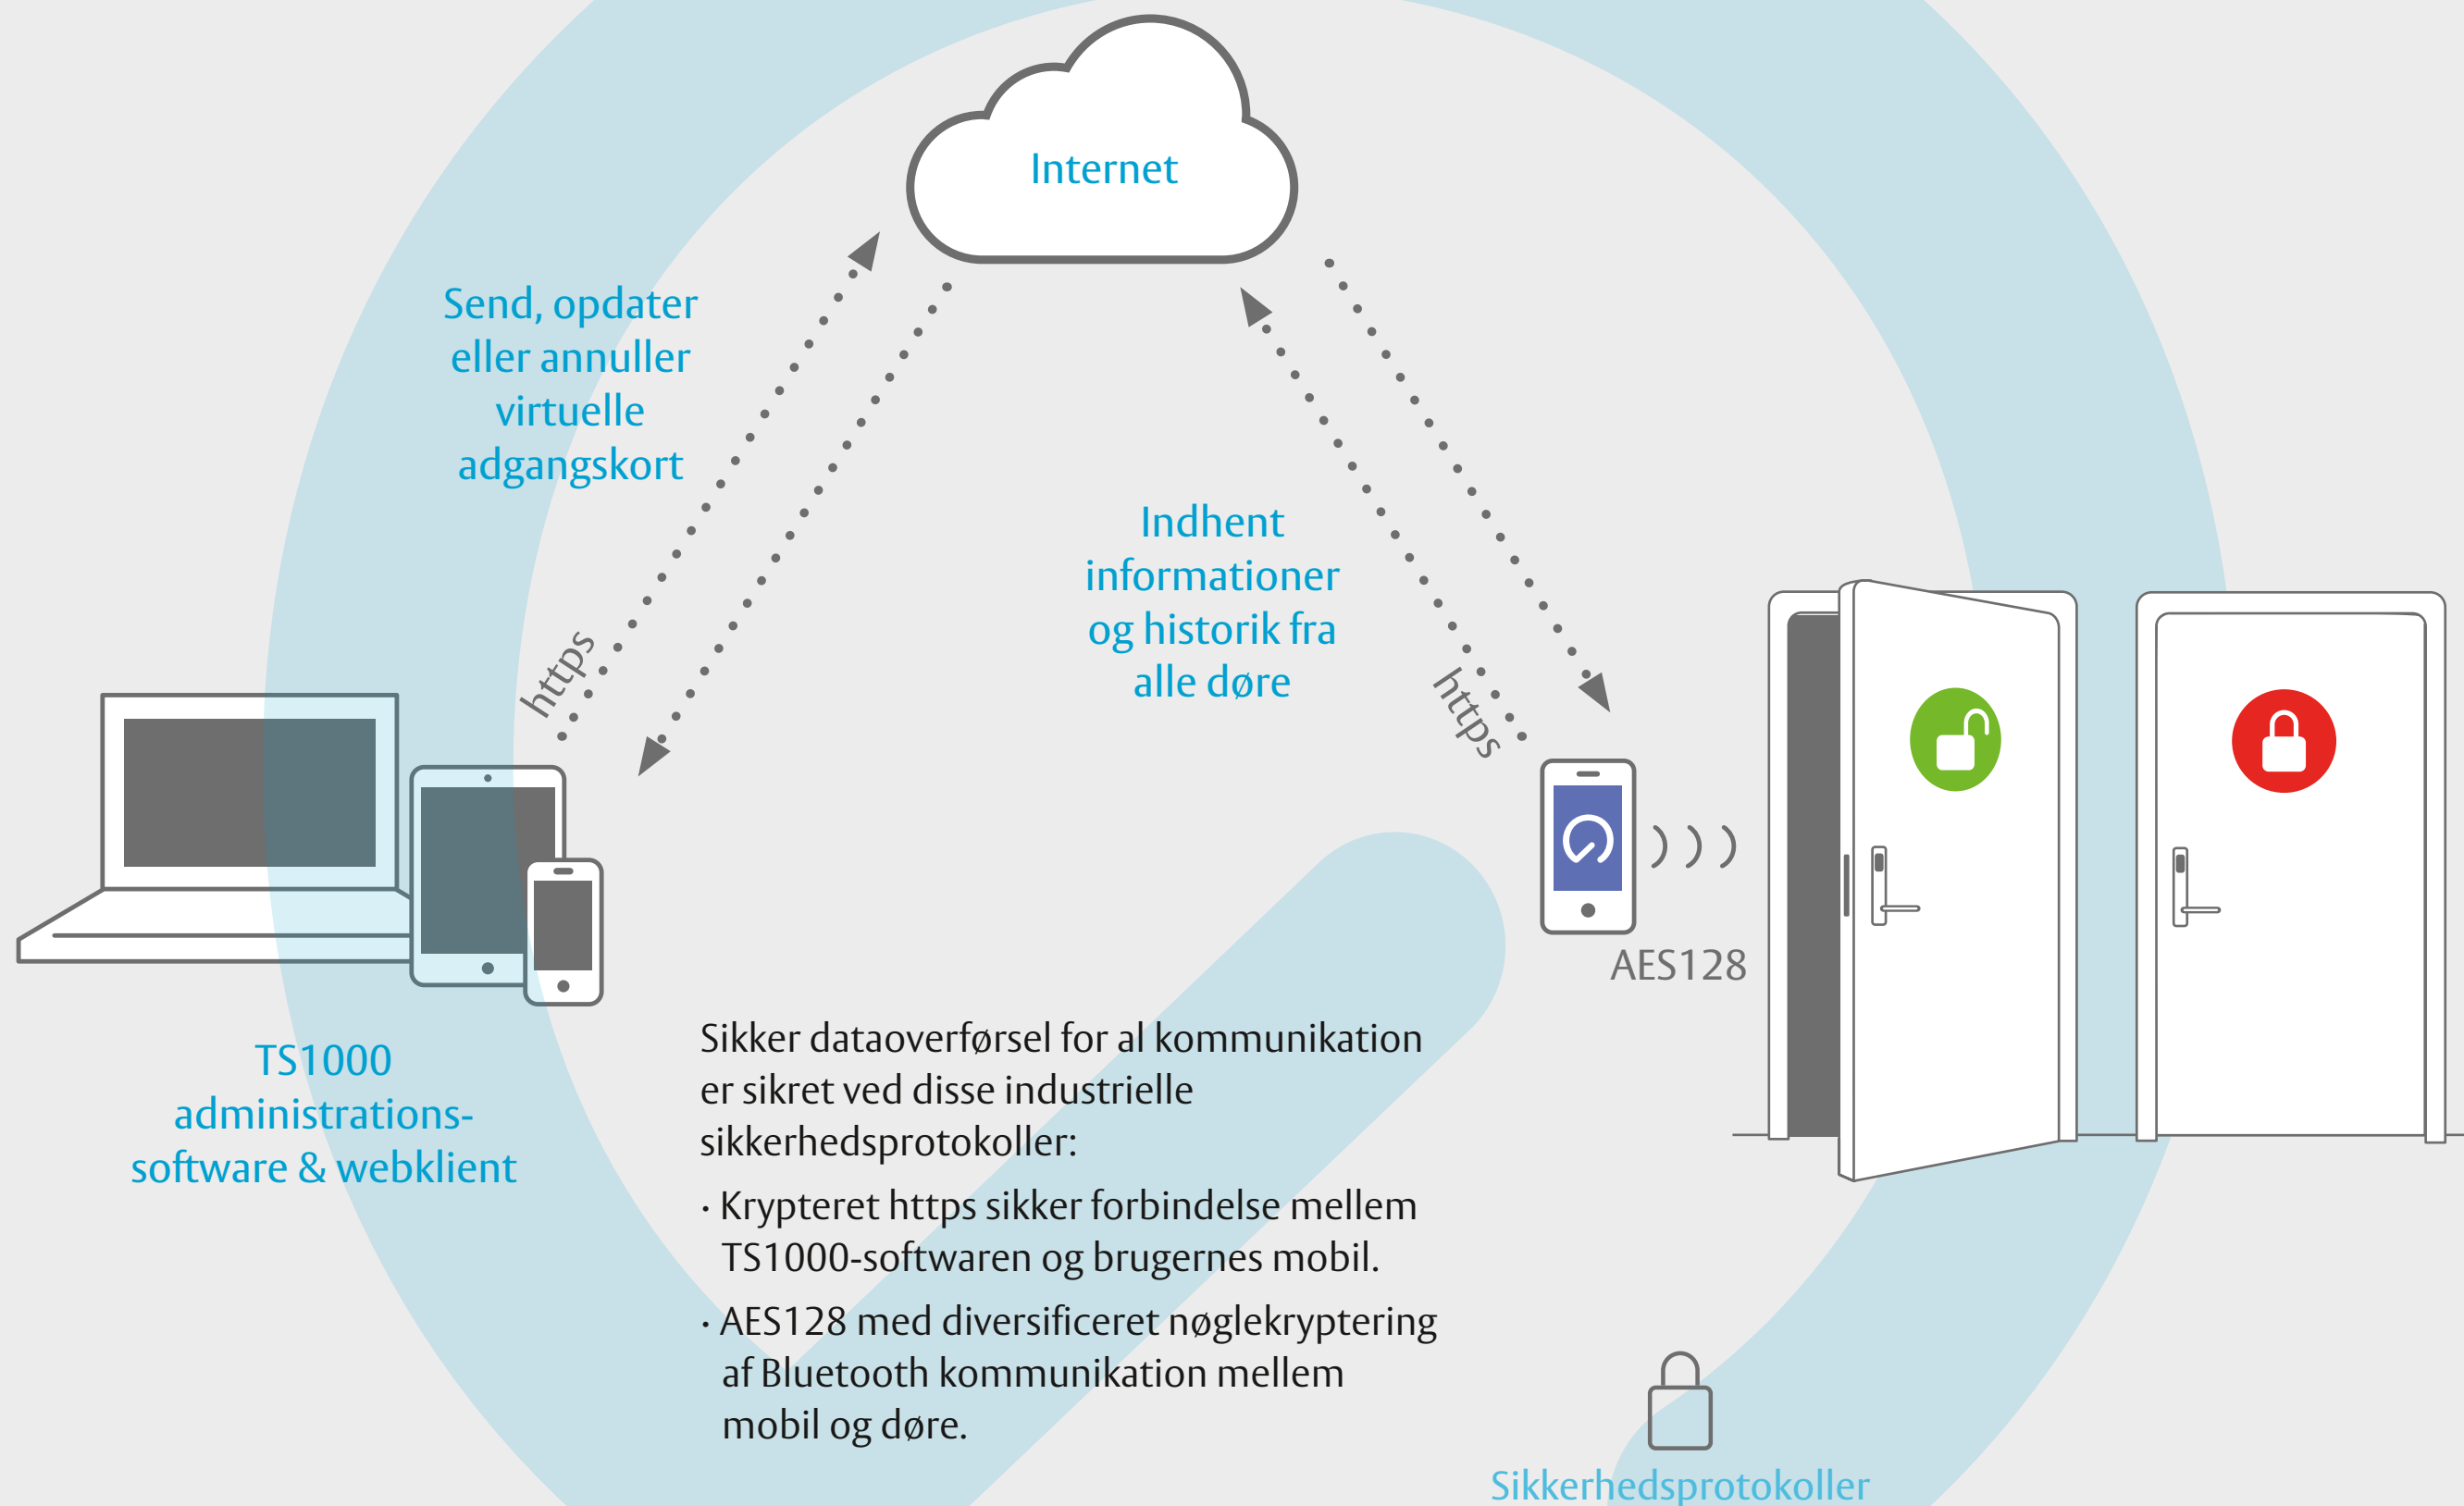 Internet
Send, opdater
eller annuller
virtuelle
adgangskort
Indhent
informationer
og historik fra
alle døre
https
https
AES128
TS1000
administrations-
software & webklient
Sikker dataoverførsel for al kommunikation
er sikret ved disse industrielle
sikkerhedsprotokoller:
· Krypteret https sikker forbindelse mellem
TS1000-softwaren og brugernes mobil.
· AES128 med diversificeret nøglekryptering
af Bluetooth kommunikation mellem
mobil og døre.
Sikkerhedsprotokoller